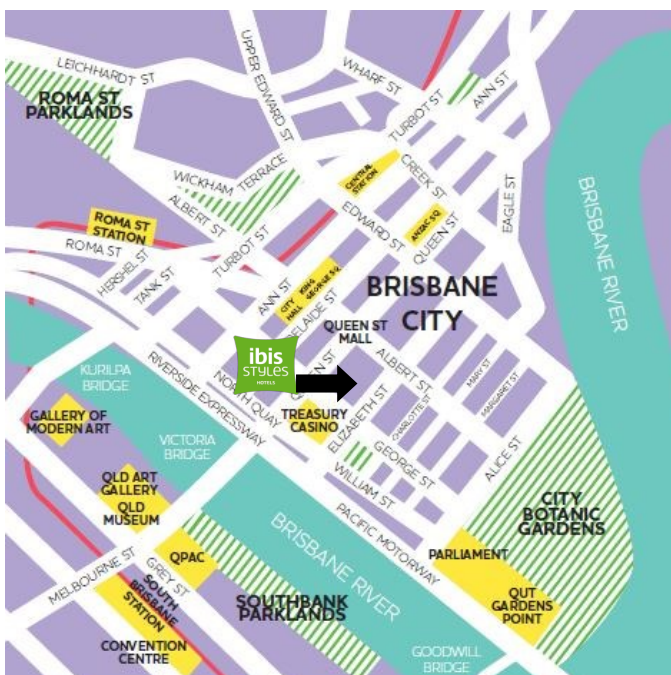 LEICHHARDT ST
UPPER EDWARD ST
WHARF ST
TURBOT ST
ANN ST
ROMA ST
PARKLANDS
WICKHAM TERRACE
CENTRAL
STATION
CREEK ST
EAGLE ST
ALBERT ST
EDWARD ST
ANZAC SQ
QUEEN ST
BRISBANE RIVER
ROMA ST
STATION
ROMA ST
HERSHEL ST
TANK ST
TURBOT ST
ANN ST
CITY
HALL
KING
GEORGE SQ
BRISBANE
CITY
QUEEN ST
MALL
ibis
STYLES
HOTELS
ALBERT ST
MARY ST
MARGARET ST
KURILPA
BRIDGE
RIVERSIDE EXPRESSWAY
NORTH QUAY
TREASURY
CASINO
ELIZABETH ST
CHARLOTTE ST
GEORGE ST
ALICE ST
GALLERY OF
MODERN ART
VICTORIA
BRIDGE
WILLIAM ST
QLD ART
GALLERY
QLD
MUSEUM
PACIFIC MOTORWAY
CITY
BOTANIC
GARDENS
BRISBANE RIVER
PARLIAMENT
QPAC
MELBOURNE ST
GREY ST
SOUTH
BRISBANE
STATION
SOUTHBANK
PARKLANDS
QUT
GARDENS
POINT
CONVENTION
CENTRE
GOODWILL
BRIDGE